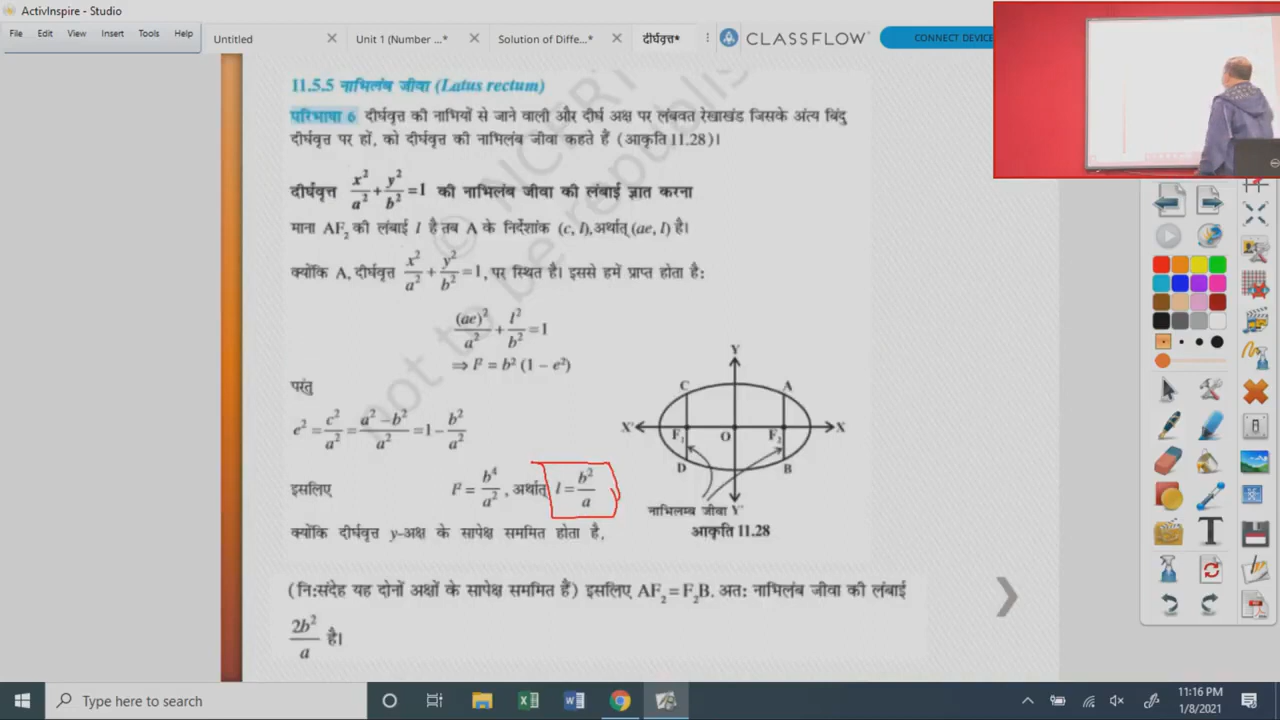 ActivInspire - Studio
File Edit View Insert Tools Help
Untitled
Unit 1 (Number ...*
Solution of Diffe...*
दीर्घवृत्त*
CLASSFLOW
CONNECT DEVICE
11.5.5 नाभिलंब जीवा (Latus rectum)
परिभाषा 6 दीर्घवृत्त की नाभियों से जाने वाली और दीर्घ अक्ष पर लंबवत रेखाखंड जिसके अंत्य बिंदु
दीर्घवृत्त पर हों, को दीर्घवृत्त की नाभिलंब जीवा कहते हैं (आकृति 11.28)।
दीर्घवृत्त x²/a² + y²/b² = 1 की नाभिलंब जीवा की लंबाई ज्ञात करना
माना AF₂ की लंबाई l है तब A के निर्देशांक (c, l), अर्थात् (ae, l) है।
क्योंकि A, दीर्घवृत्त x²/a² + y²/b² = 1, पर स्थित है। इससे हमें प्राप्त होता है:
(ae)²/a² + l²/b² = 1
⇒ l² = b² (1 – e²)
परंतु
e² = c²/a² = a² – b²/a² = 1 – b²/a²
इसलिए l² = b⁴/a², अर्थात् l = b²/a
क्योंकि दीर्घवृत्त y-अक्ष के सापेक्ष सममित होता है,
Y
C A
X' F₁ O F₂ X
D B
नाभिलम्ब जीवा Y'
आकृति 11.28
(नि:संदेह यह दोनों अक्षों के सापेक्ष सममित हैं) इसलिए AF₂ = F₂B. अत: नाभिलंब जीवा की लंबाई
2b²/a है।
© NCERT
not to be republish
Type here to search
11:16 PM
1/8/2021